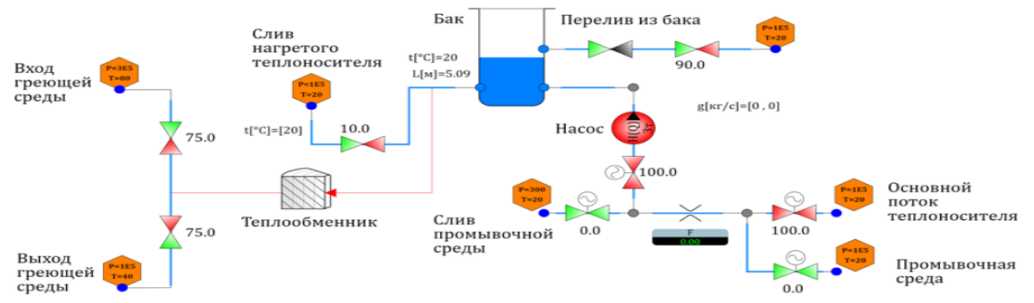 Бак
Перелив из бака
P=1E5
T=20
90.0
t[°C]=20
L[м]=5.09
Слив
нагретого
теплоносителя
P=1E5
T=20
t[°C]=[20]
10.0
Вход
греющей
среды
P=3E5
T=80
75.0
g[кг/с]=[0 , 0]
Насос
H(Q)
100.0
Теплообменник
75.0
Выход
греющей
среды
P=1E5
T=40
P=300
T=20
Слив
промывочной
среды
0.0
F
0.00
100.0
P=1E5
T=20
Основной
поток
теплоносителя
0.0
P=1E5
T=20
Промывочная
среда